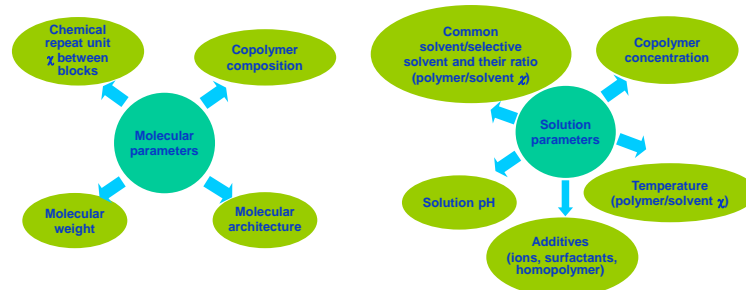 Chemical
repeat unit
χ between
blocks
Copolymer
composition
Molecular
parameters
Molecular
weight
Molecular
architecture
Common
solvent/selective
solvent and their ratio
(polymer/solvent χ)
Copolymer
concentration
Solution
parameters
Solution pH
Temperature
(polymer/solvent χ)
Additives
(ions, surfactants,
homopolymer)